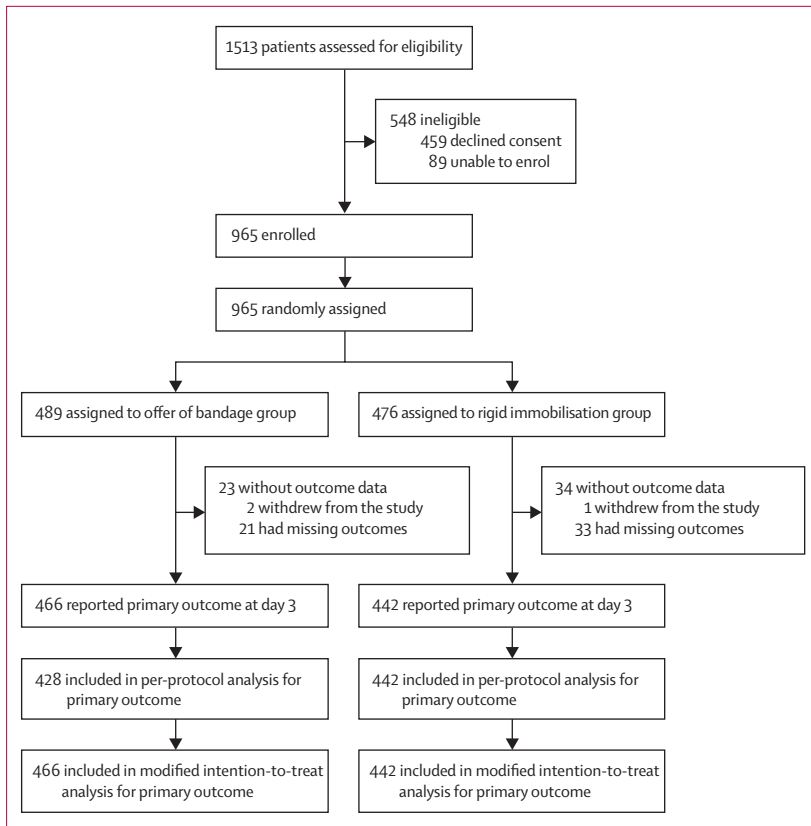 1513 patients assessed for eligibility
548 ineligible
459 declined consent
89 unable to enrol
965 enrolled
965 randomly assigned
489 assigned to offer of bandage group
476 assigned to rigid immobilisation group
23 without outcome data
2 withdrew from the study
21 had missing outcomes
34 without outcome data
1 withdrew from the study
33 had missing outcomes
466 reported primary outcome at day 3
442 reported primary outcome at day 3
428 included in per-protocol analysis for
primary outcome
442 included in per-protocol analysis for
primary outcome
466 included in modified intention-to-treat
analysis for primary outcome
442 included in modified intention-to-treat
analysis for primary outcome